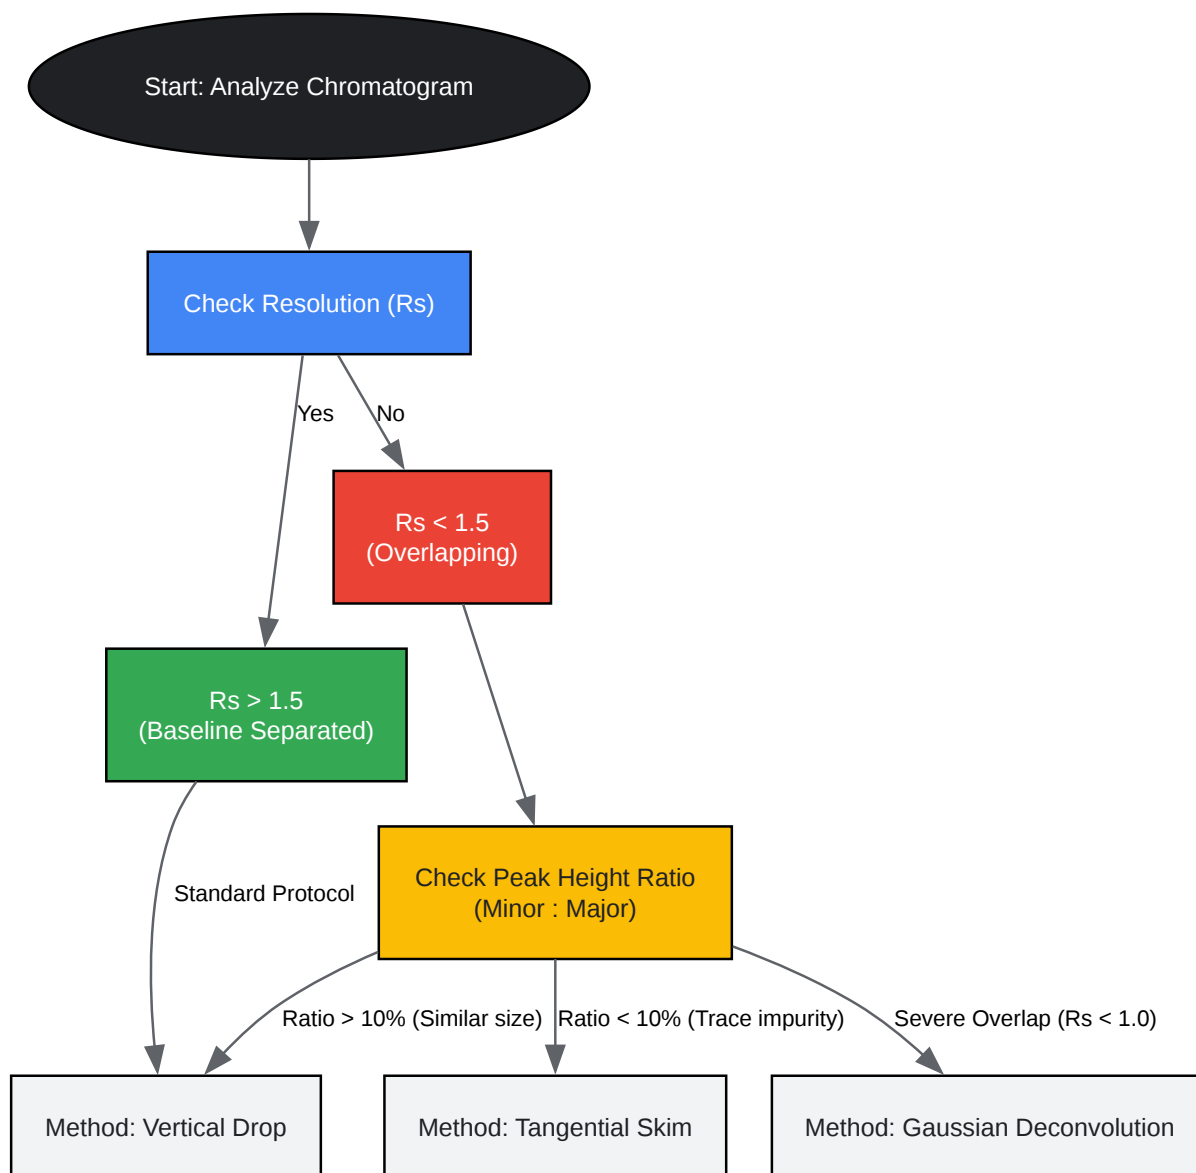 Start: Analyze Chromatogram
Check Resolution (Rs)
Yes
No
Rs < 1.5
(Overlapping)
Rs > 1.5
(Baseline Separated)
Standard Protocol
Check Peak Height Ratio
(Minor : Major)
Ratio > 10% (Similar size)
Ratio < 10% (Trace impurity)
Severe Overlap (Rs < 1.0)
Method: Vertical Drop
Method: Tangential Skim
Method: Gaussian Deconvolution